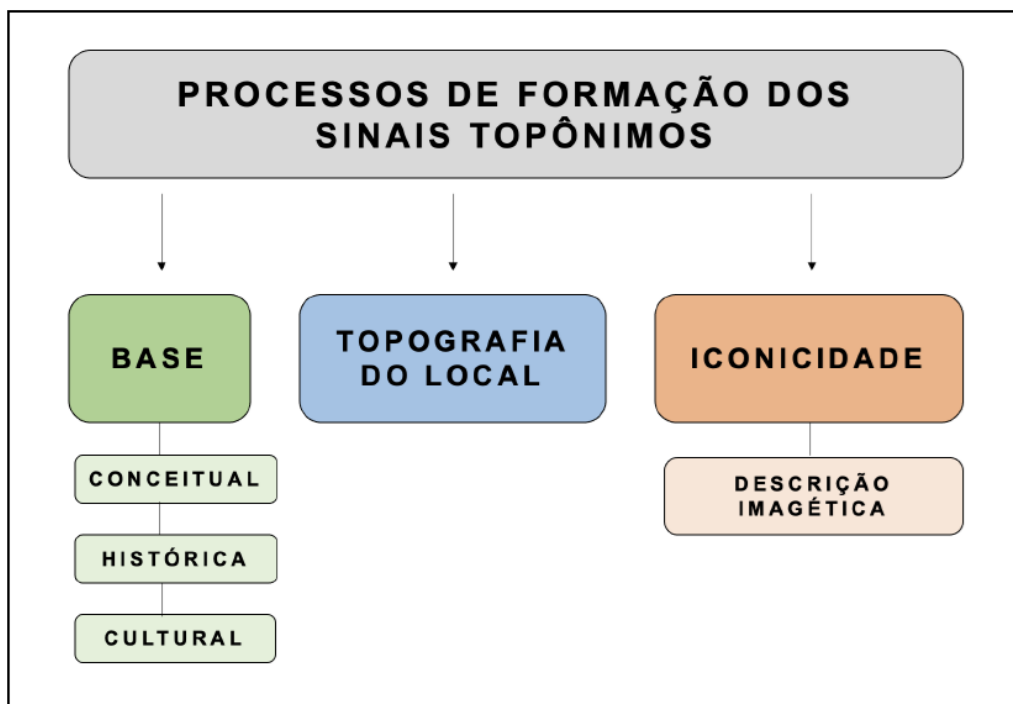 PROCESSOS DE FORMAÇÃO DOS
SINAIS TOPÔNIMOS
BASE
TOPOGRAFIA
DO LOCAL
ICONICIDADE
CONCEITUAL
HISTÓRICA
CULTURAL
DESCRIÇÃO
IMAGÉTICA